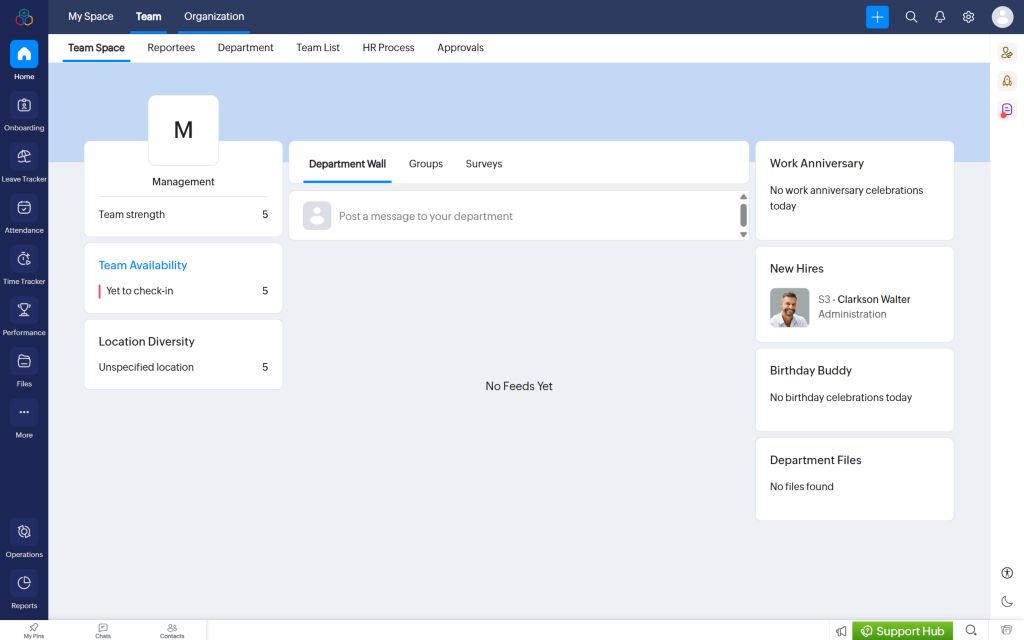 My Space
Team
Organization
Team Space
Reportees
Department
Team List
HR Process
Approvals
Home
Onboarding
Leave Tracker
Attendance
Time Tracker
Performance
Files
More
Operations
Reports
M
Management
Team strength 5
Team Availability
Yet to check-in 5
Location Diversity
Unspecified location 5
Department Wall
Groups
Surveys
Post a message to your department
No Feeds Yet
Work Anniversary
No work anniversary celebrations
today
New Hires
S3 - Clarkson Walter
Administration
Birthday Buddy
No birthday celebrations today
Department Files
No files found
My Pins
Chats
Contacts
Support Hub